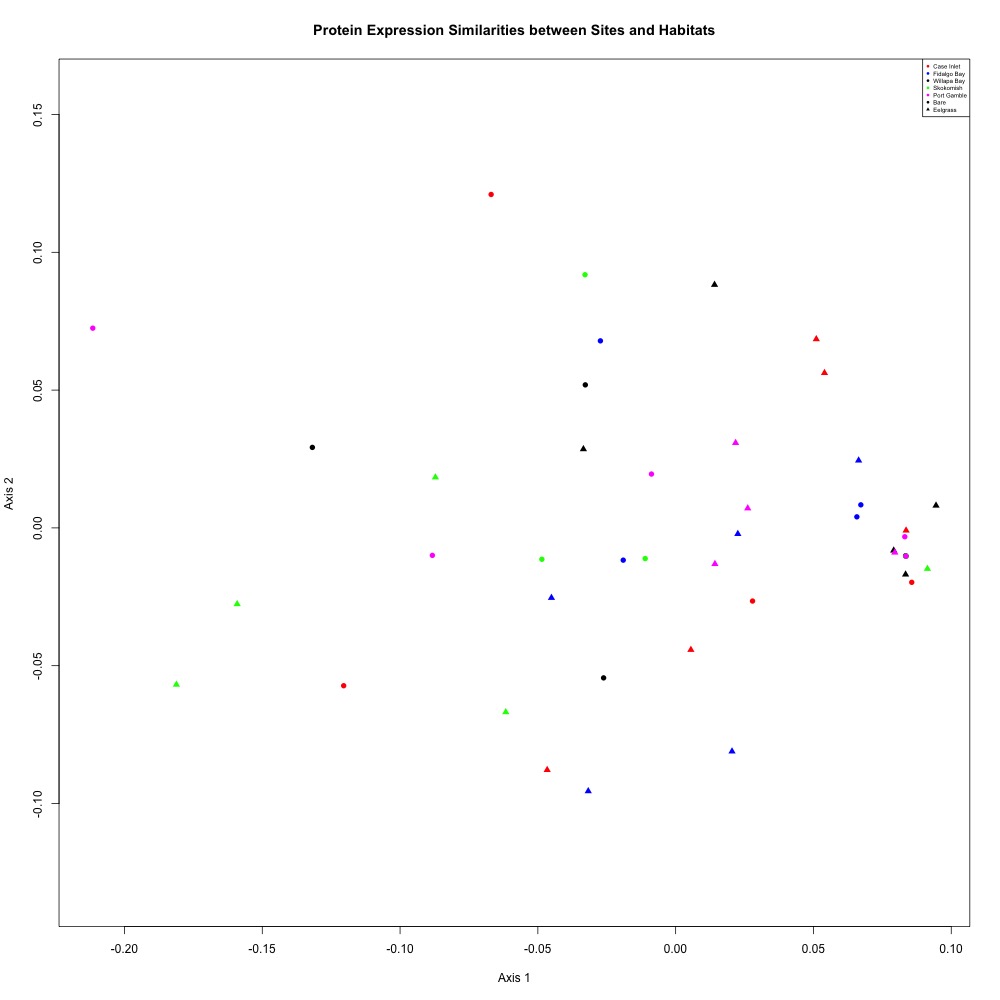 Protein Expression Similarities between Sites and Habitats
Case Inlet
Fidalgo Bay
Willapa Bay
Skokomish
Port Gamble
Bare
Eelgrass
0.15
0.10
0.05
0.00
-0.05
-0.10
Axis 2
-0.20
-0.15
-0.10
-0.05
0.00
0.05
0.10
Axis 1